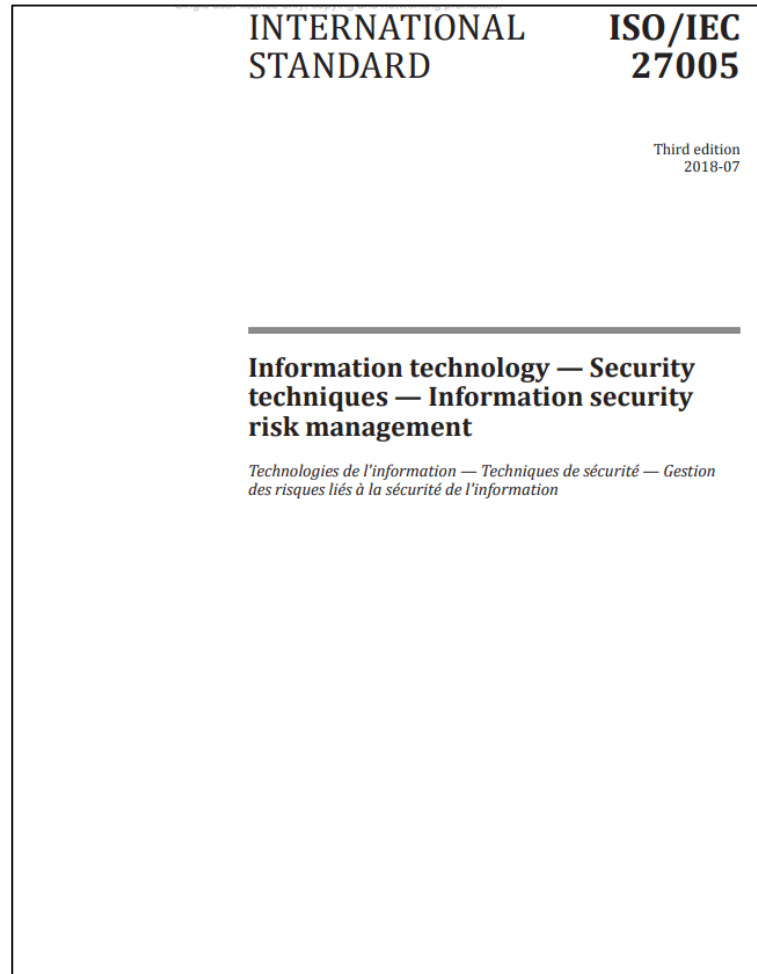 INTERNATIONAL
STANDARD
ISO/IEC
27005
Third edition
2018-07
Information technology — Security
techniques — Information security
risk management
Technologies de l'information — Techniques de sécurité — Gestion
des risques liés à la sécurité de l'information